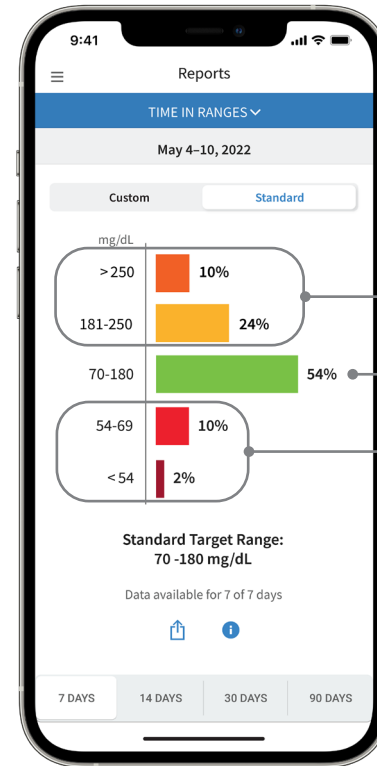 9:41
Reports
TIME IN RANGES
May 4–10, 2022
Custom Standard
mg/dL
>250 10%
181-250 24%
70-180 54%
54-69 10%
<54 2%
Standard Target Range:
70 -180 mg/dL
Data available for 7 of 7 days
7 DAYS 14 DAYS 30 DAYS 90 DAYS